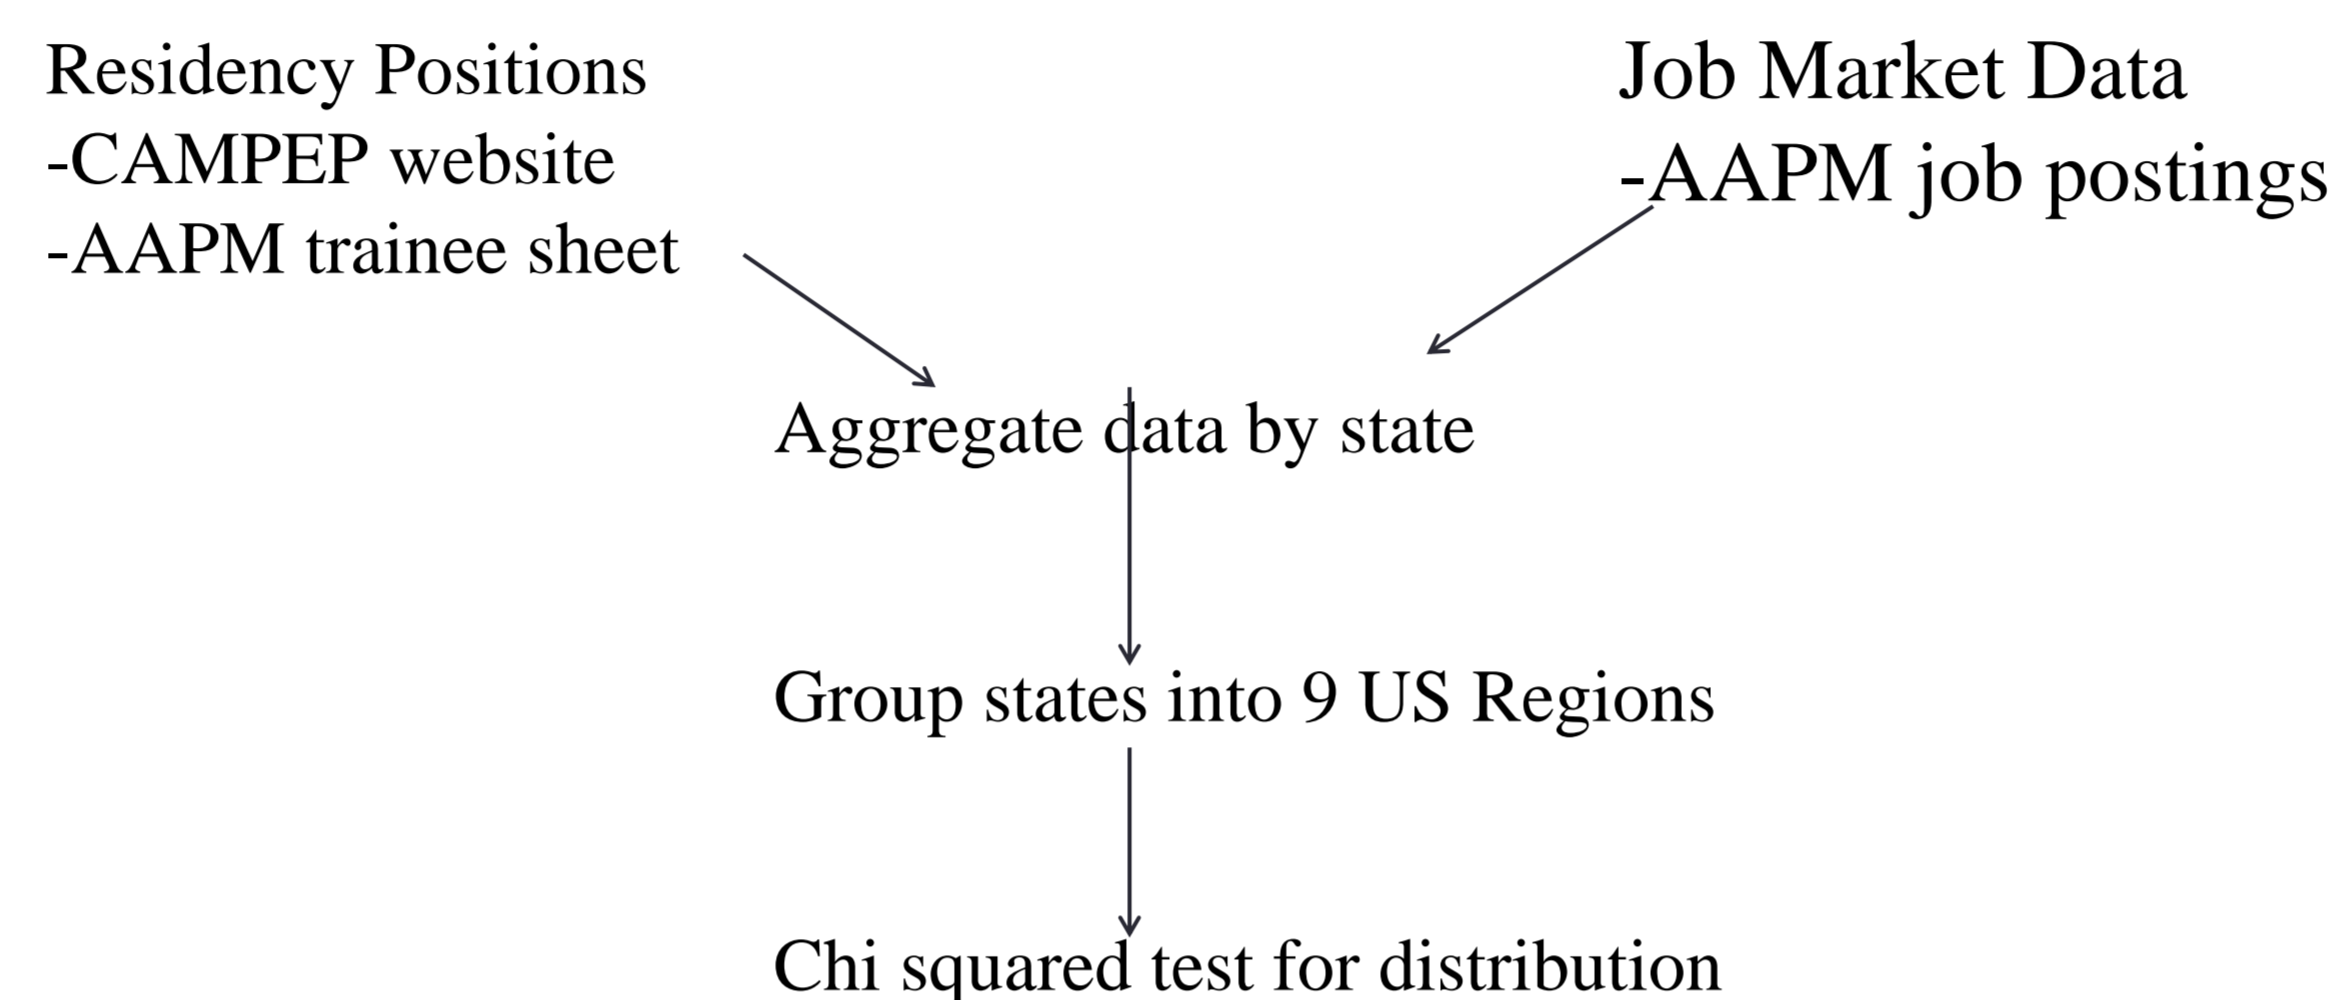 Residency Positions
-CAMPEP website
-AAPM trainee sheet
Job Market Data
-AAPM job postings
Aggregate data by state
Group states into 9 US Regions
Chi squared test for distribution